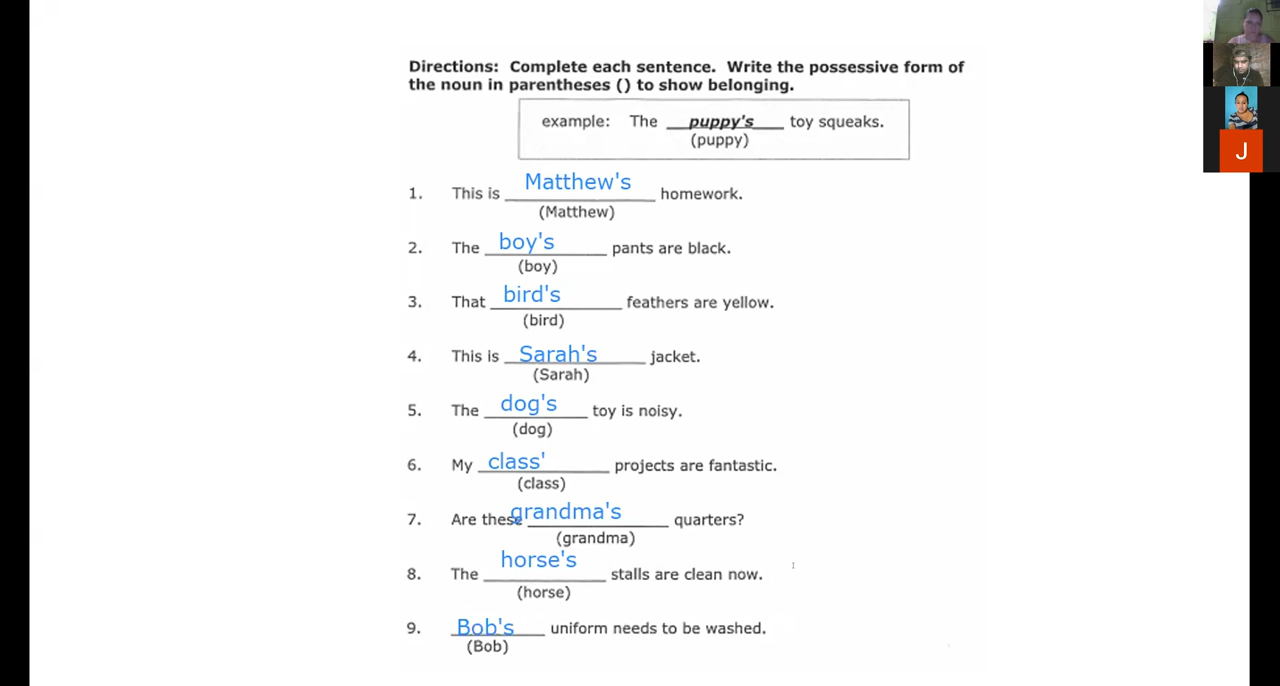 Directions: Complete each sentence. Write the possessive form of
the noun in parentheses () to show belonging.
example: The puppy's toy squeaks.
(puppy)
1. This is Matthew's homework.
(Matthew)
2. The boy's pants are black.
(boy)
3. That bird's feathers are yellow.
(bird)
4. This is Sarah's jacket.
(Sarah)
5. The dog's toy is noisy.
(dog)
6. My class' projects are fantastic.
(class)
7. Are these grandma's quarters?
(grandma)
8. The horse's stalls are clean now.
(horse)
9. Bob's uniform needs to be washed.
(Bob)
J